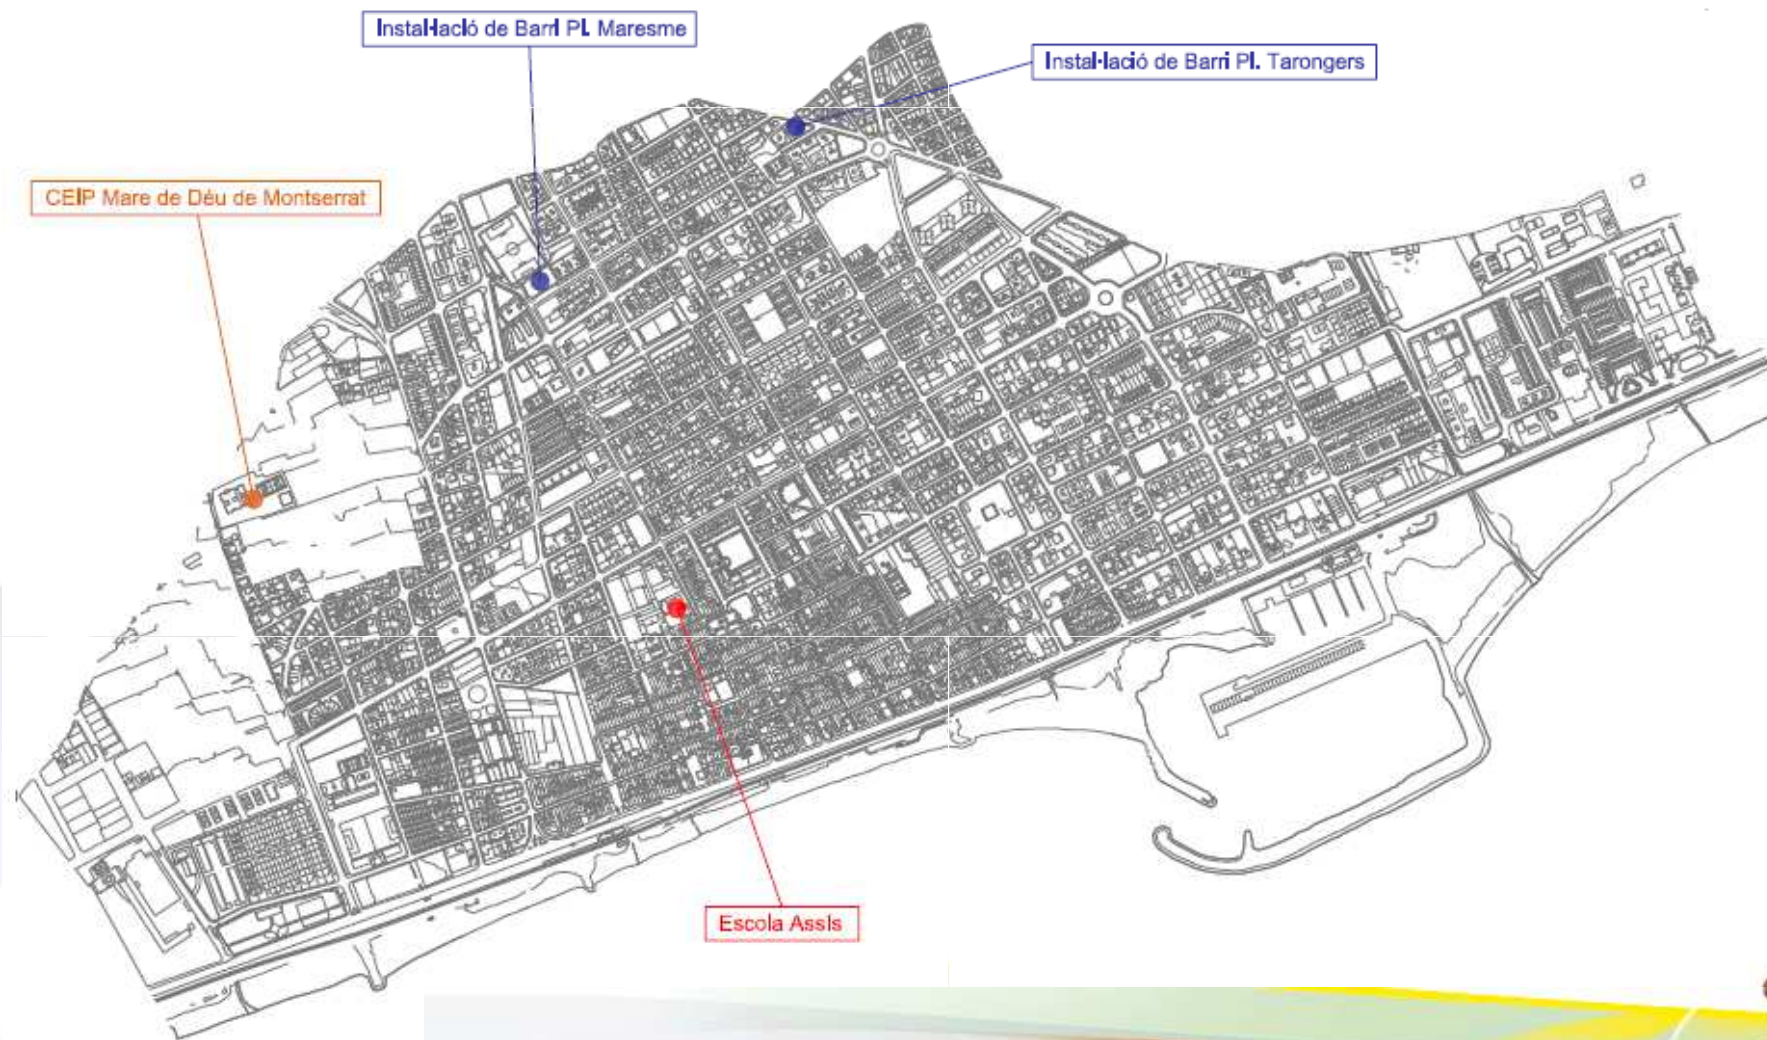 Instal·lació de Barri Pl. Maresme
Instal·lació de Barri Pl. Tarongers
CEIP Mare de Déu de Montserrat
Escola Assis